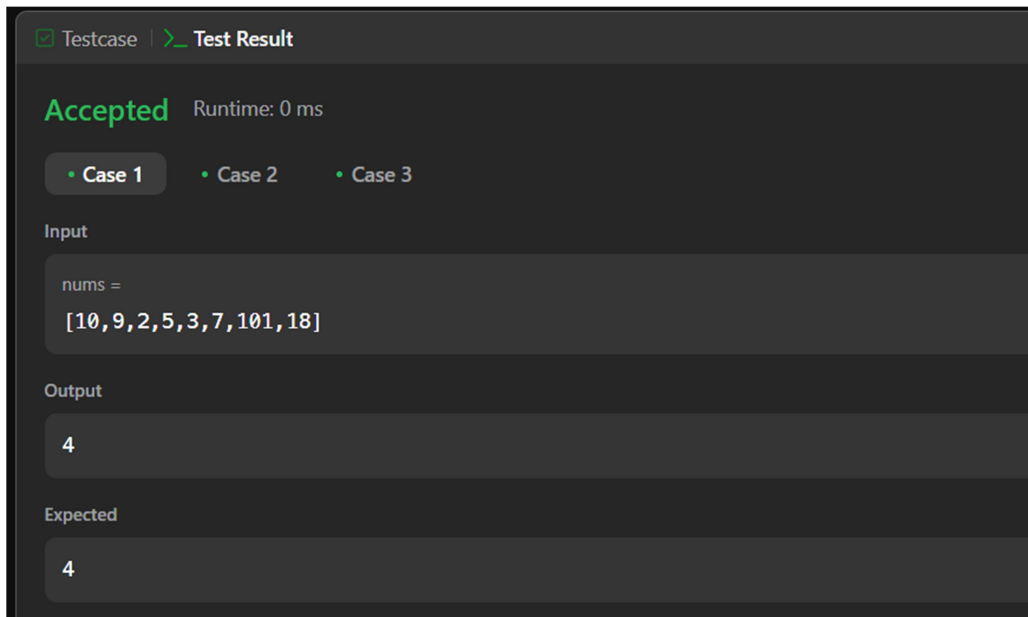 Testcase | >_ Test Result
Accepted Runtime: 0 ms
• Case 1 • Case 2 • Case 3
Input
nums =
[10,9,2,5,3,7,101,18]
Output
4
Expected
4